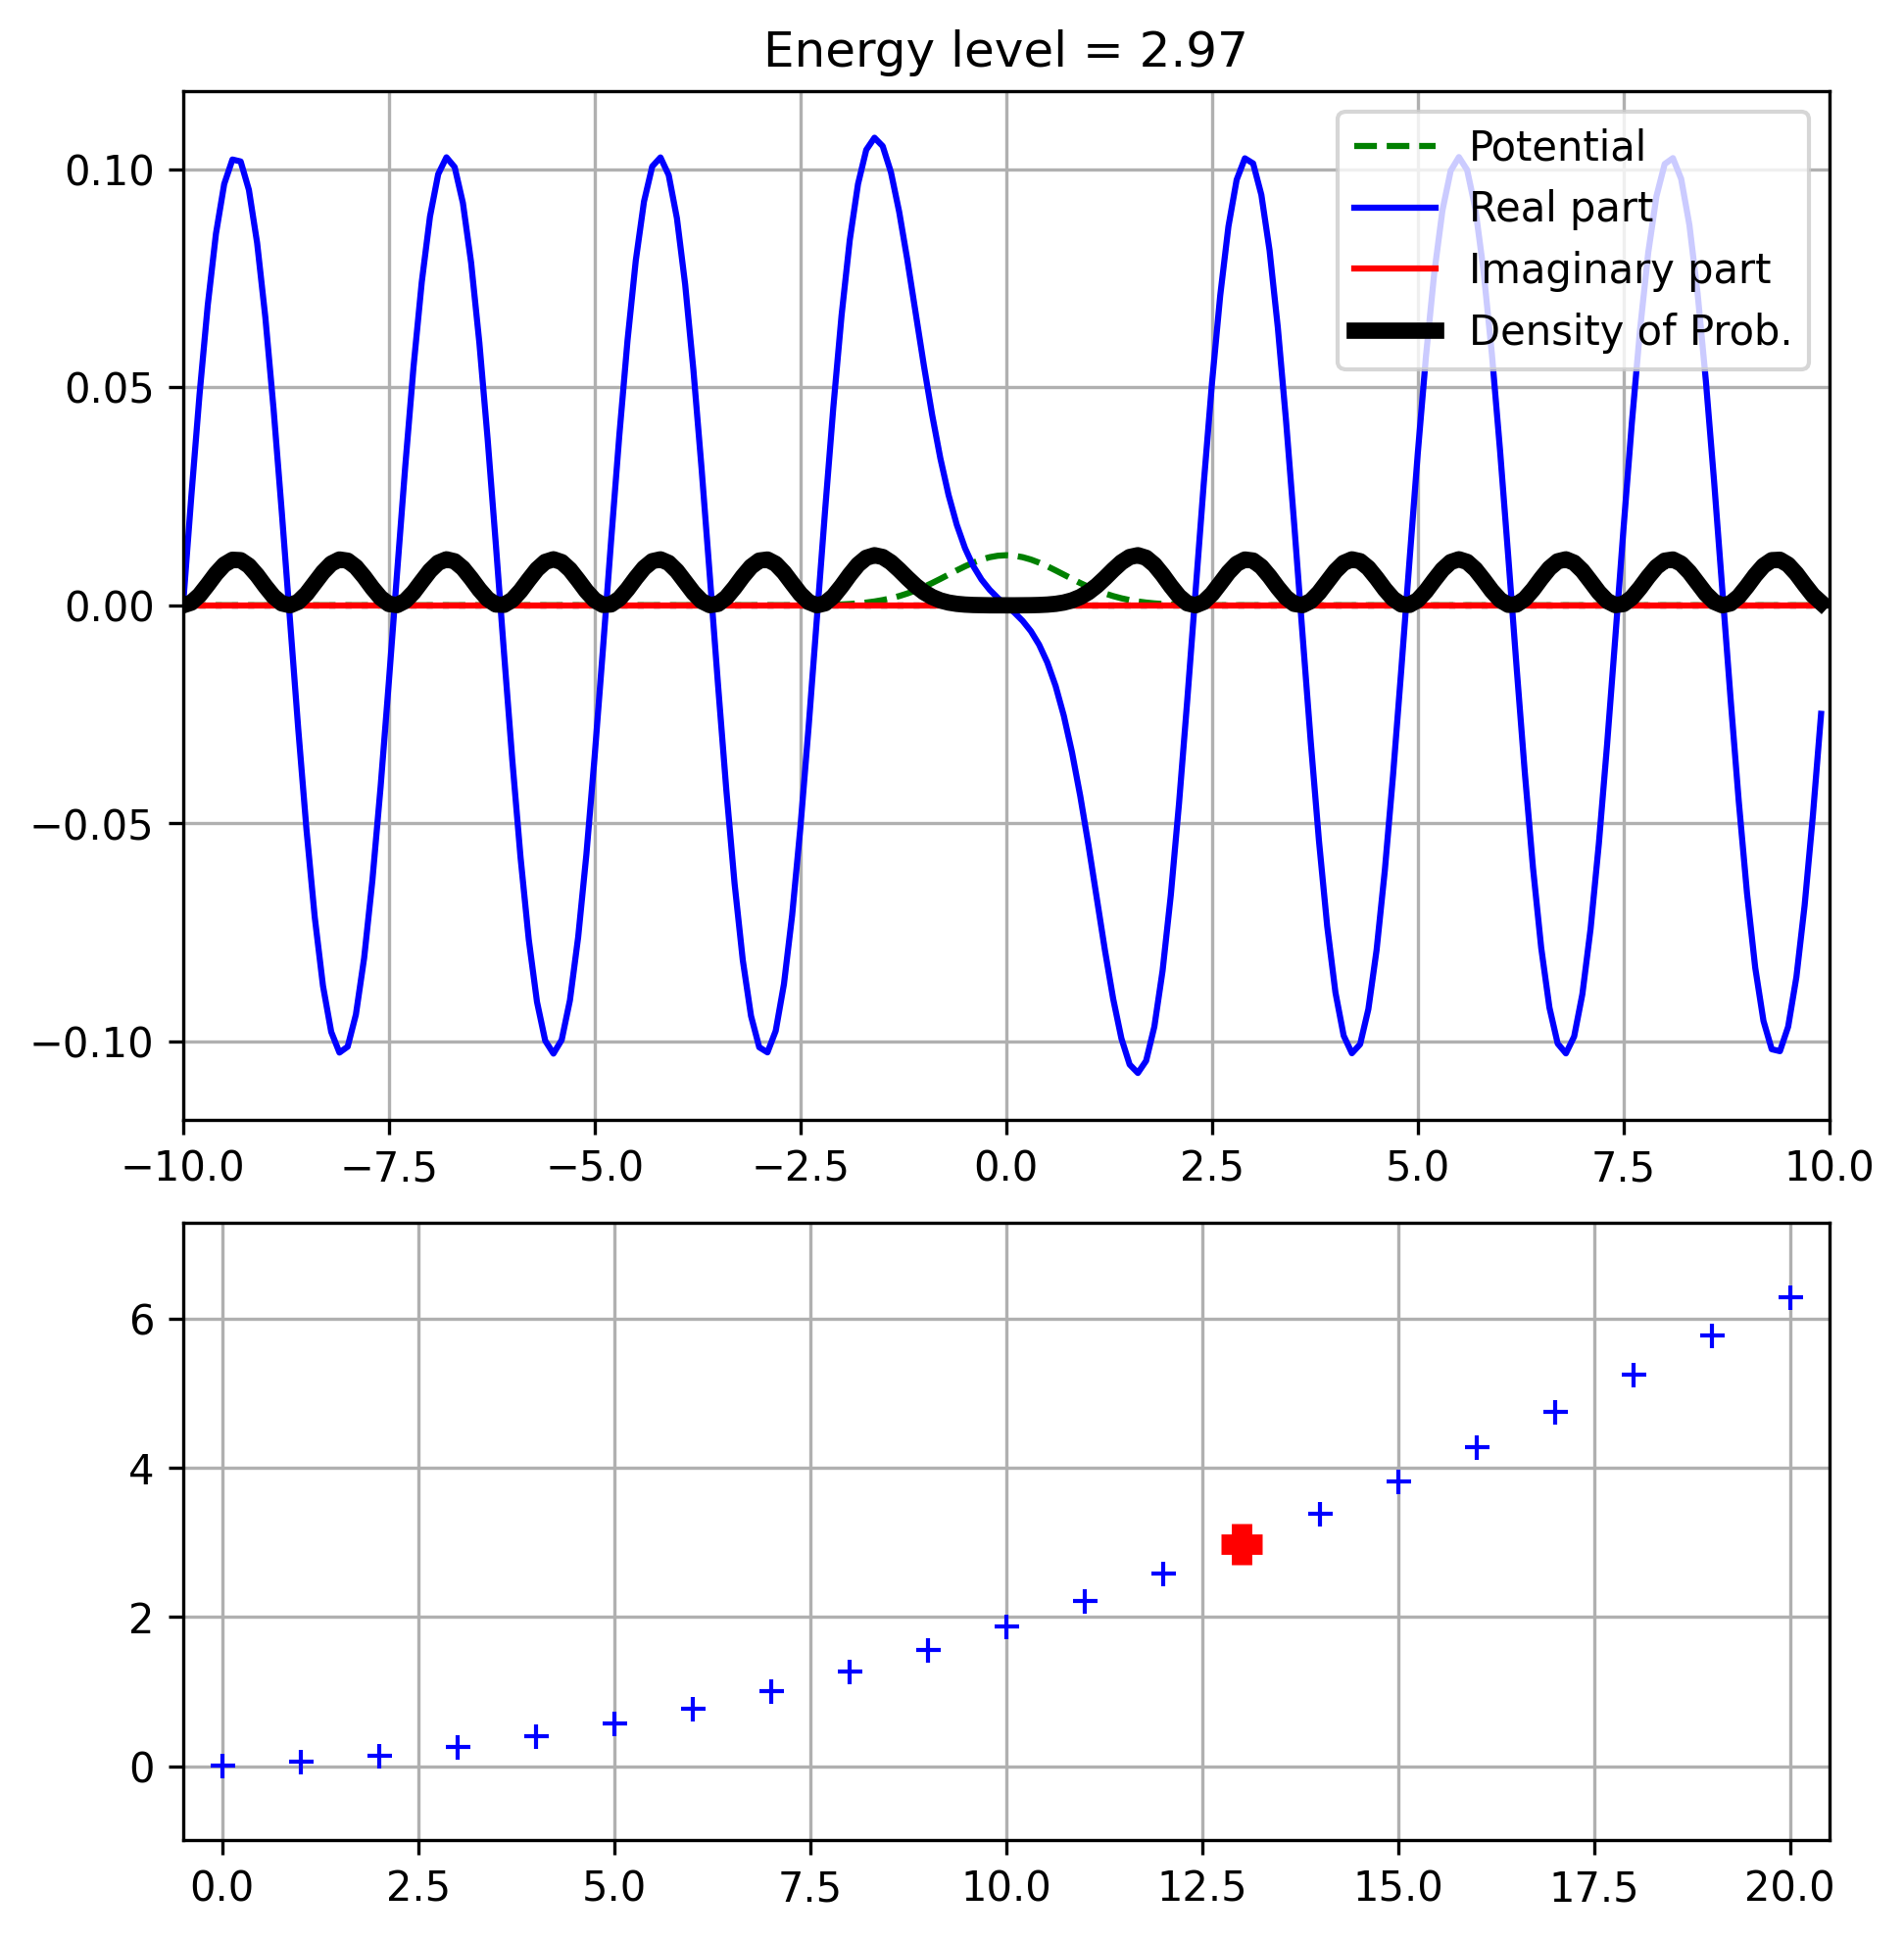 Energy level = 2.97
Potential
Real part
Imaginary part
Density of Prob.
0.10
0.05
0.00
−0.05
−0.10
−10.0 −7.5 −5.0 −2.5 0.0 2.5 5.0 7.5 10.0
6
4
2
0
0.0 2.5 5.0 7.5 10.0 12.5 15.0 17.5 20.0